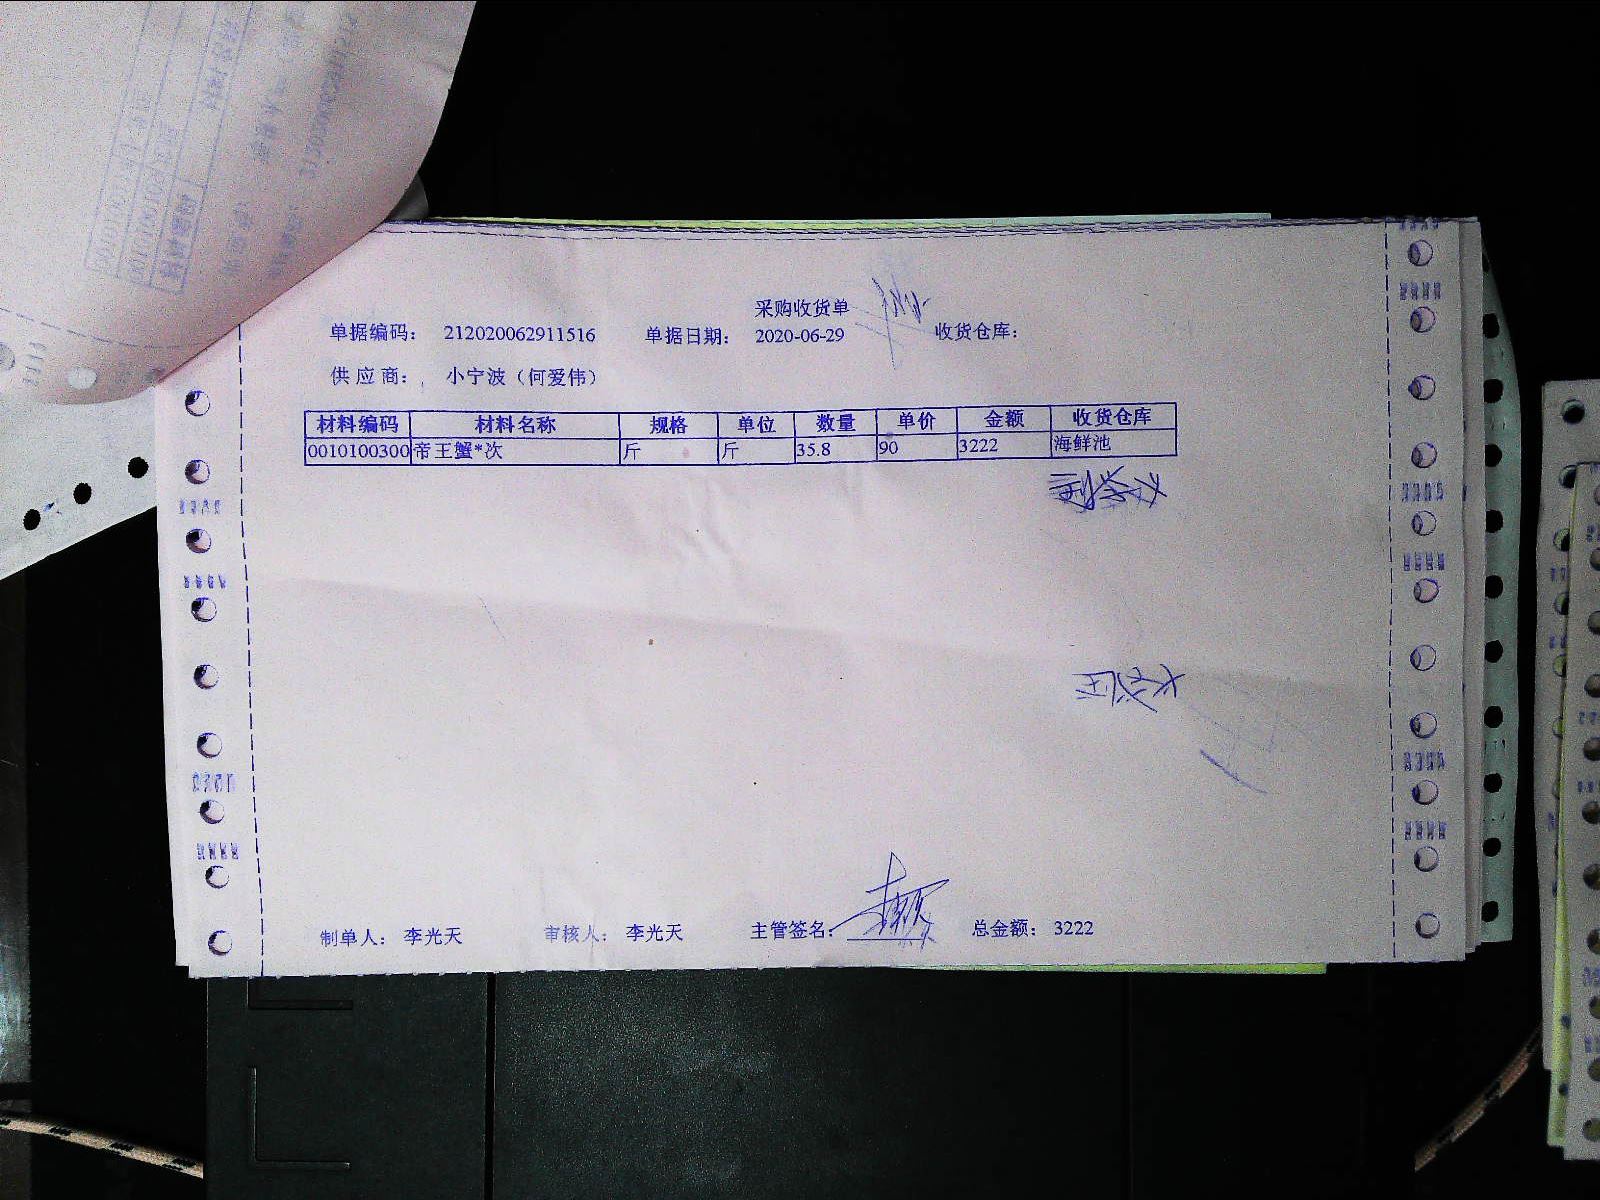 采购收货单
单据编码： 212020062911516 单据日期： 2020-06-29 收货仓库：
供应商： 小宁波（何爱伟）
材料编码 材料名称 规格 单位 数量 单价 金额 收货仓库
0010100300 帝王蟹*次 斤 斤 35.8 90 3222 海鲜池
制单人： 李光天 审核人： 李光天 主管签名： 总金额： 3222